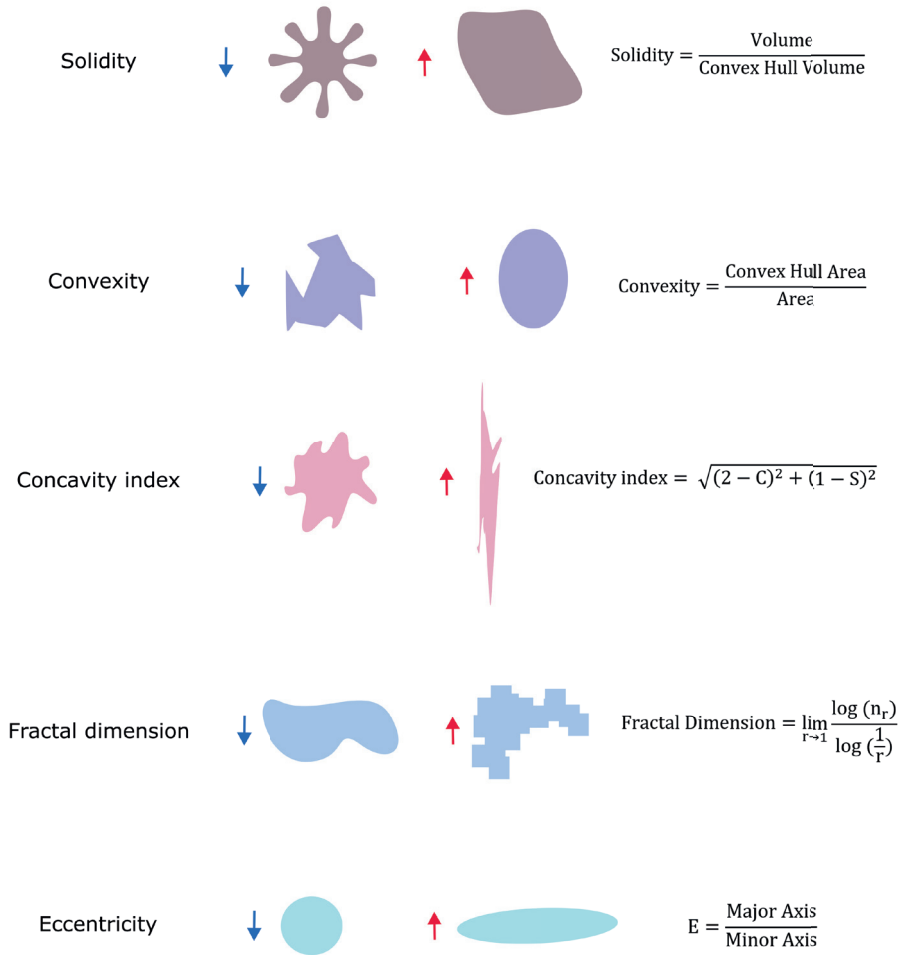 Solidity
Solidity = Volume / Convex Hull Volume
Convexity
Convexity = Convex Hull Area / Area
Concavity index
Concavity index = √(2 − C)² + (1 − S)²
Fractal dimension
Fractal Dimension = lim r→1 log (nᵣ) / log (1/r)
Eccentricity
E = Major Axis / Minor Axis